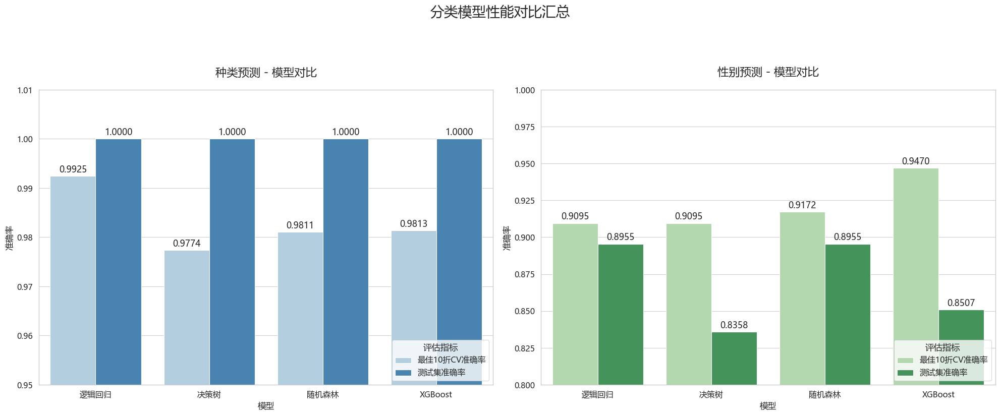 分类模型性能对比汇总
种类预测 - 模型对比
1.01
1.00
0.99
0.98
0.97
0.96
0.95
准确率
0.9925
1.0000
0.9774
1.0000
0.9811
1.0000
0.9813
1.0000
评估指标
最佳10折CV准确率
测试集准确率
逻辑回归
决策树
随机森林
XGBoost
模型
性别预测 - 模型对比
1.000
0.975
0.950
0.925
0.900
0.875
0.850
0.825
0.800
准确率
0.9095
0.8955
0.9095
0.8358
0.9172
0.8955
0.9470
0.8507
评估指标
最佳10折CV准确率
测试集准确率
逻辑回归
决策树
随机森林
XGBoost
模型